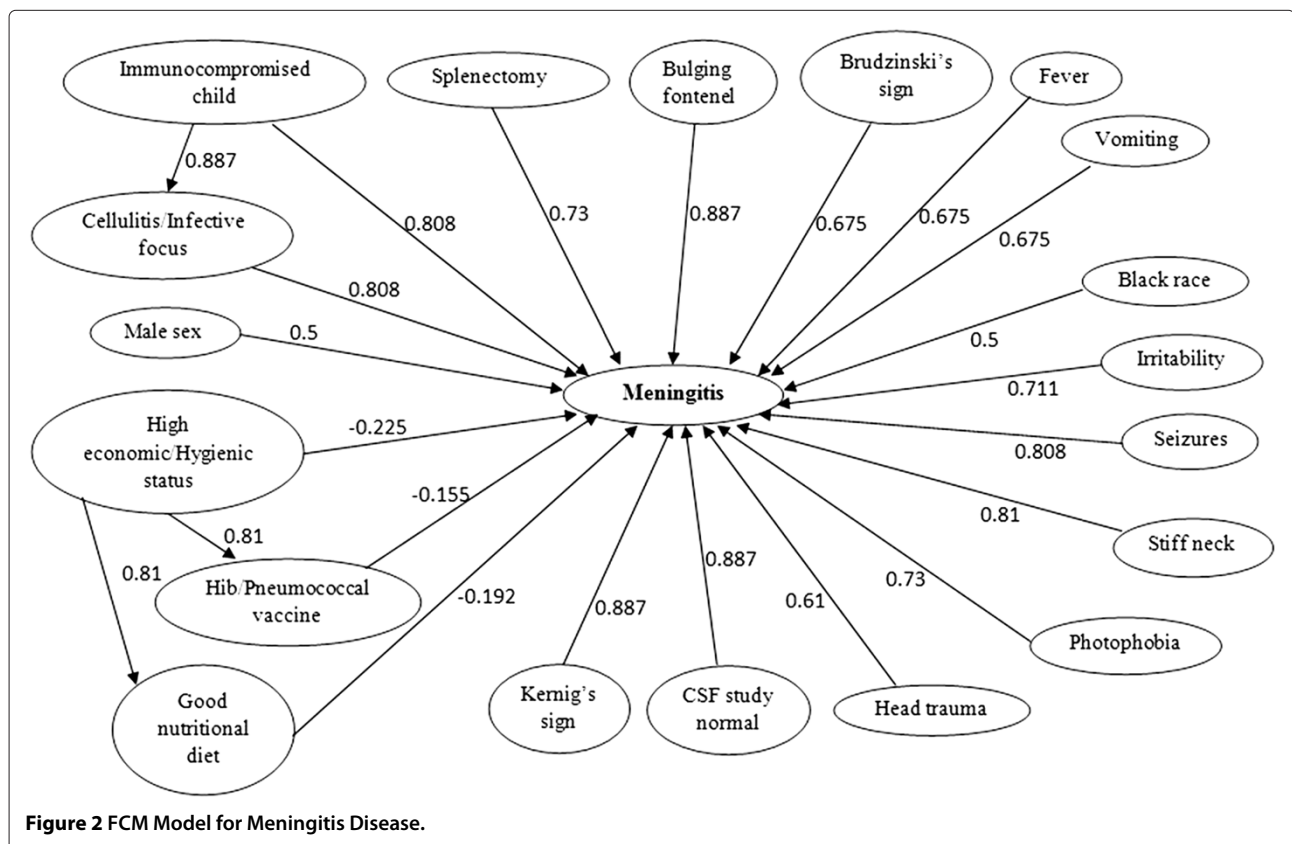 Immunocompromised
child
Splenectomy
Bulging
fontenel
Brudzinski's
sign
Fever
Vomiting
0.887
Cellulitis/Infective
focus
0.808
0.73
0.887
0.675
0.675
0.675
Black race
0.808
Male sex
0.5
0.5
Irritability
Meningitis
0.711
High
economic/Hygienic
status
-0.225
Seizures
0.808
-0.155
0.81
Stiff neck
0.81
0.81
Hib/Pneumococcal
vaccine
-0.192
0.887
0.887
0.61
0.73
Photophobia
Good
nutritional
diet
Kernig's
sign
CSF study
normal
Head trauma
Figure 2 FCM Model for Meningitis Disease.